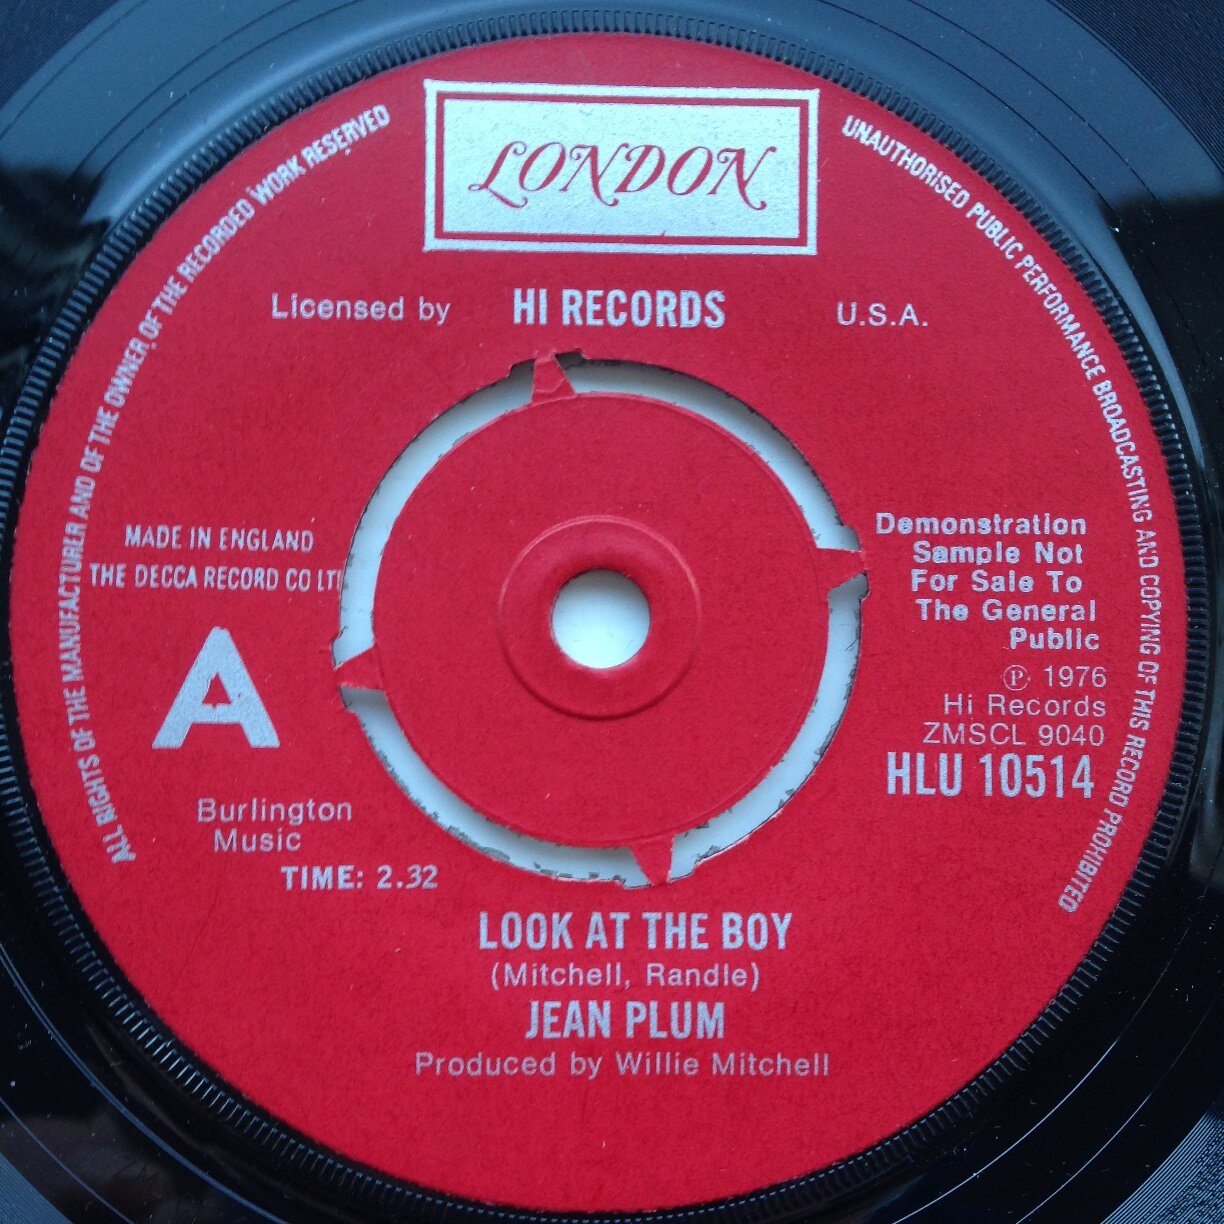 LONDON
ALL RIGHTS OF THE MANUFACTURER AND OF THE OWNER OF THE RECORDED WORK RESERVED
UNAUTHORISED PUBLIC PERFORMANCE BROADCASTING AND COPYING OF THIS RECORD PROHIBITED
Licensed by HI RECORDS U.S.A.
MADE IN ENGLAND
THE DECCA RECORD CO LT
A
Demonstration
Sample Not
For Sale To
The General
Public
℗ 1976
Hi Records
ZMSCL 9040
HLU 10514
Burlington
Music
TIME: 2.32
LOOK AT THE BOY
(Mitchell, Randle)
JEAN PLUM
Produced by Willie Mitchell